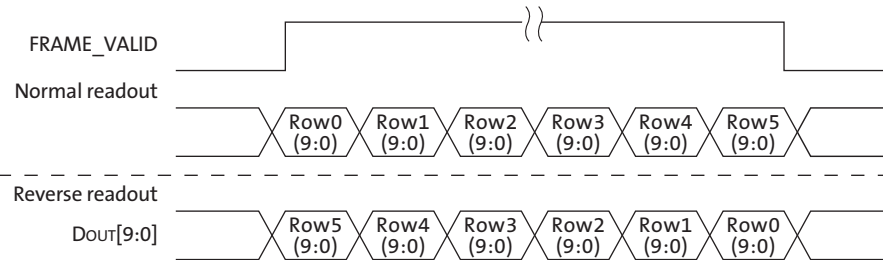 FRAME_VALID
Normal readout
Row0 Row1 Row2 Row3 Row4 Row5
(9:0) (9:0) (9:0) (9:0) (9:0) (9:0)
Reverse readout
DOUT[9:0]
Row5 Row4 Row3 Row2 Row1 Row0
(9:0) (9:0) (9:0) (9:0) (9:0) (9:0)